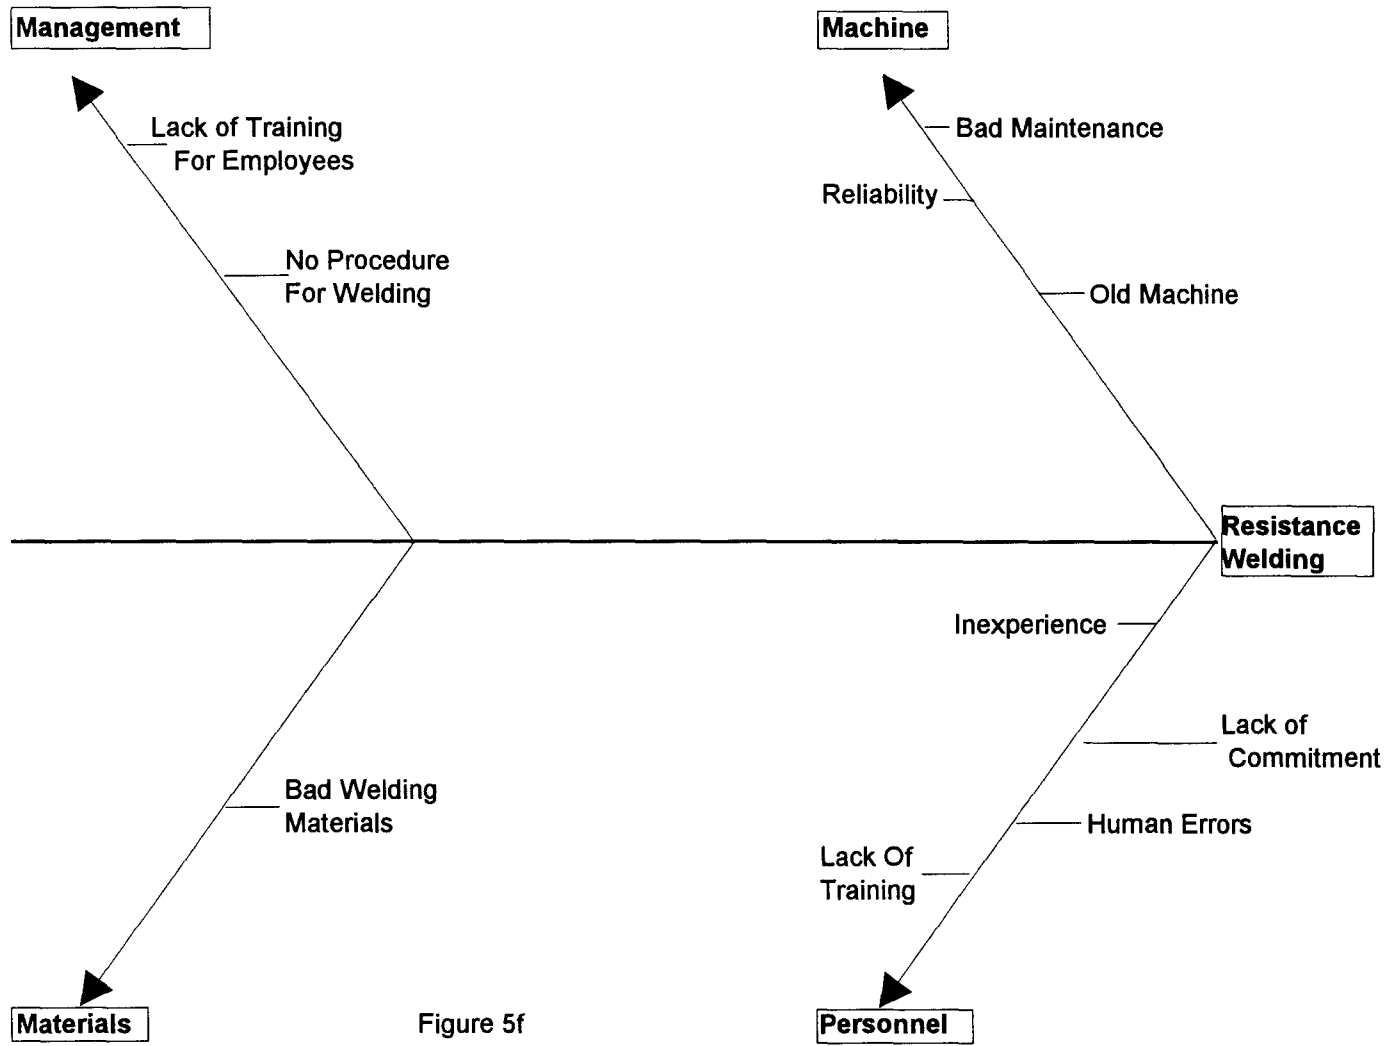 Management
Machine
Lack of Training
For Employees
Bad Maintenance
Reliability
No Procedure
For Welding
Old Machine
Resistance
Welding
Inexperience
Lack of
Commitment
Bad Welding
Materials
Human Errors
Lack Of
Training
Materials
Figure 5f
Personnel